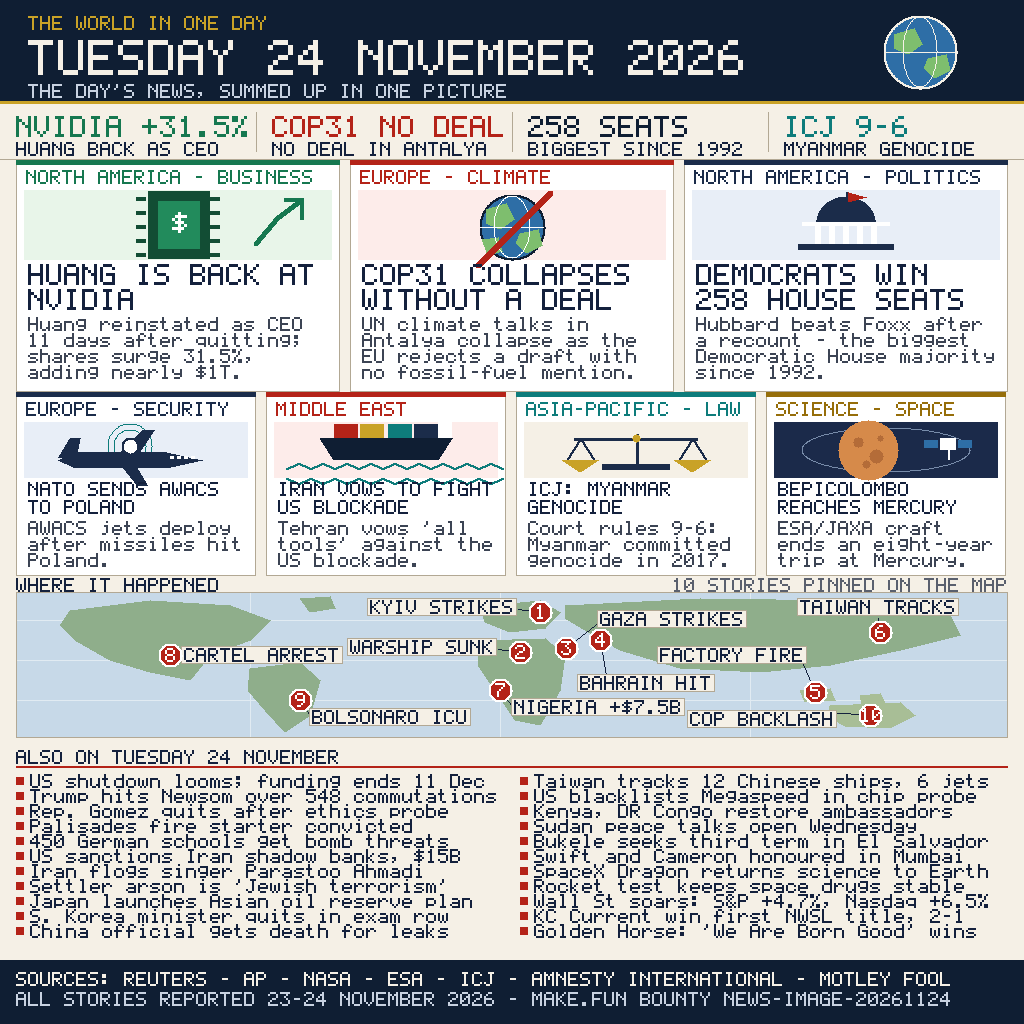 THE WORLD IN ONE DAY
TUESDAY 24 NOVEMBER 2026
THE DAY'S NEWS, SUMMED UP IN ONE PICTURE
NVIDIA +31.5%
HUANG BACK AS CEO
COP31 NO DEAL
NO DEAL IN ANTALYA
258 SEATS
BIGGEST SINCE 1992
ICJ 9-6
MYANMAR GENOCIDE
NORTH AMERICA - BUSINESS
$
HUANG IS BACK AT
NVIDIA
Huang reinstated as CEO
11 days after quitting;
shares surge 31.5%,
adding nearly $1T.
EUROPE - CLIMATE
COP31 COLLAPSES
WITHOUT A DEAL
UN climate talks in
Antalya collapse as the
EU rejects a draft with
no fossil-fuel mention.
NORTH AMERICA - POLITICS
DEMOCRATS WIN
258 HOUSE SEATS
Hubbard beats Foxx after
a recount - the biggest
Democratic House majority
since 1992.
EUROPE - SECURITY
NATO SENDS AWACS
TO POLAND
AWACS jets deploy
after missiles hit
Poland.
MIDDLE EAST
IRAN VOWS TO FIGHT
US BLOCKADE
Tehran vows 'all
tools' against the
US blockade.
ASIA-PACIFIC - LAW
ICJ: MYANMAR
GENOCIDE
Court rules 9-6:
Myanmar committed
genocide in 2017.
SCIENCE - SPACE
BEPICOLOMBO
REACHES MERCURY
ESA/JAXA craft
ends an eight-year
trip at Mercury.
WHERE IT HAPPENED
10 STORIES PINNED ON THE MAP
KYIV STRIKES 1
GAZA STRIKES
TAIWAN TRACKS
6
WARSHIP SUNK 2
3
4
8 CARTEL ARREST
FACTORY FIRE
BAHRAIN HIT
5
7
9
NIGERIA +$7.5B
BOLSONARO ICU
COP BACKLASH 10
ALSO ON TUESDAY 24 NOVEMBER
US shutdown looms; funding ends 11 Dec
Trump hits Newsom over 548 commutations
Rep. Gomez quits after ethics probe
Palisades fire starter convicted
450 German schools get bomb threats
US sanctions Iran shadow banks, $15B
Iran flogs singer Parastoo Ahmadi
Settler arson is 'Jewish terrorism'
Japan launches Asian oil reserve plan
S. Korea minister quits in exam row
China official gets death for leaks
Taiwan tracks 12 Chinese ships, 6 jets
US blacklists Megaspeed in chip probe
Kenya, DR Congo restore ambassadors
Sudan peace talks open Wednesday
Bukele seeks third term in El Salvador
Swift and Cameron honoured in Mumbai
SpaceX Dragon returns science to Earth
Rocket test keeps space drugs stable
Wall St soars: S&P +4.7%, Nasdaq +6.5%
KC Current win first NWSL title, 2-1
Golden Horse: 'We Are Born Good' wins
SOURCES: REUTERS - AP - NASA - ESA - ICJ - AMNESTY INTERNATIONAL - MOTLEY FOOL
ALL STORIES REPORTED 23-24 NOVEMBER 2026 - MAKE.FUN BOUNTY NEWS-IMAGE-20261124